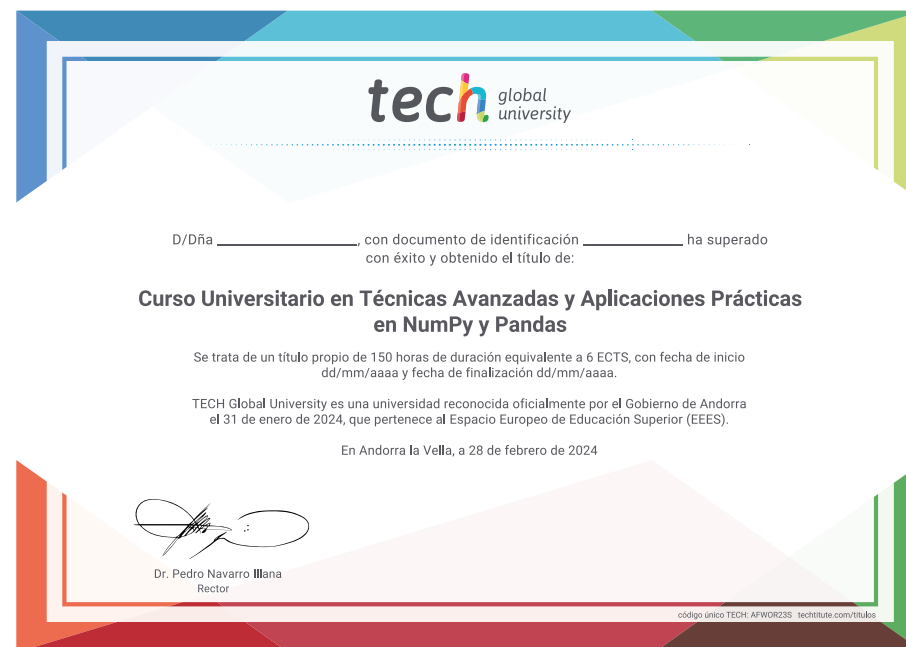 tech global university
D/Dña ____________________, con documento de identificación ______________ ha superado
con éxito y obtenido el título de:
Curso Universitario en Técnicas Avanzadas y Aplicaciones Prácticas
en NumPy y Pandas
Se trata de un título propio de 150 horas de duración equivalente a 6 ECTS, con fecha de inicio
dd/mm/aaaa y fecha de finalización dd/mm/aaaa.
TECH Global University es una universidad reconocida oficialmente por el Gobierno de Andorra
el 31 de enero de 2024, que pertenece al Espacio Europeo de Educación Superior (EEES).
En Andorra la Vella, a 28 de febrero de 2024
Dr. Pedro Navarro Illana
Rector
código único TECH: AFWOR23S techtitute.com/titulos